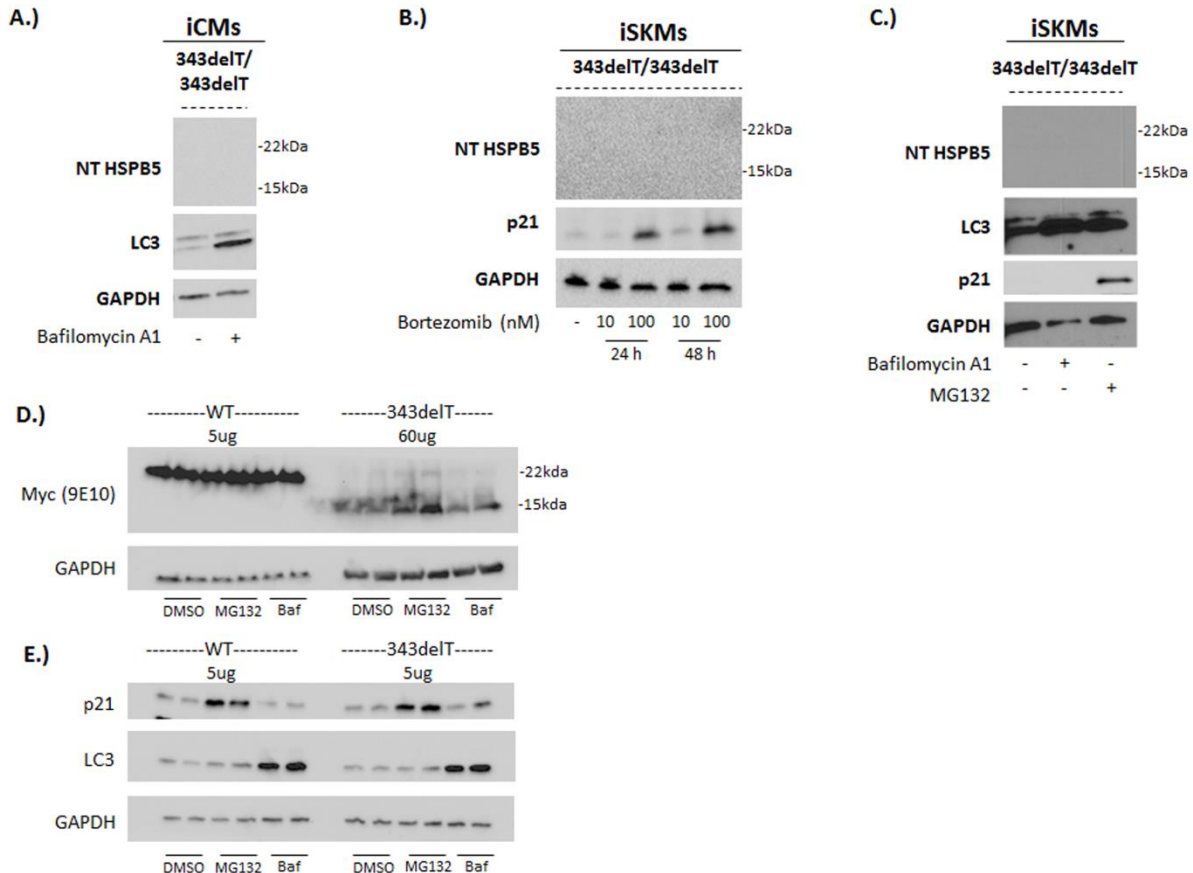 A.)
iCMs
343delT/
343delT
NT HSPB5
-22kDa
-15kDa
LC3
GAPDH
Bafilomycin A1 - +
B.)
iSKMs
343delT/343delT
NT HSPB5
-22kDa
-15kDa
p21
GAPDH
Bortezomib (nM) - 10 100 10 100
24 h 48 h
C.)
iSKMs
343delT/343delT
NT HSPB5
-22kDa
-15kDa
LC3
p21
GAPDH
Bafilomycin A1 - + -
MG132 - - +
D.)
---------WT---------- -------343delT------
5ug 60ug
Myc (9E10)
-22kda
-15kda
GAPDH
DMSO MG132 Baf DMSO MG132 Baf
E.)
---------WT---------- -------343delT------
5ug 5ug
p21
LC3
GAPDH
DMSO MG132 Baf DMSO MG132 Baf